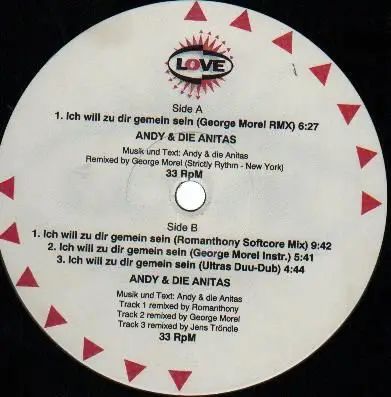 LOVE
Side A
1. Ich will zu dir gemein sein (George Morel RMX) 6:27
ANDY & DIE ANITAS
Musik und Text: Andy & die Anitas
Remixed by George Morel (Strictly Rythm - New York)
33 RpM
Side B
1. Ich will zu dir gemein sein (Romanthony Softcore Mix) 9:42
2. Ich will zu dir gemein sein (George Morel Instr.) 5:41
3. Ich will zu dir gemein sein (Ultras Duu-Dub) 4:44
ANDY & DIE ANITAS
Musik und Text: Andy & die Anitas
Track 1 remixed by Romanthony
Track 2 remixed by George Morel
Track 3 remixed by Jens Tröndle
33 RpM